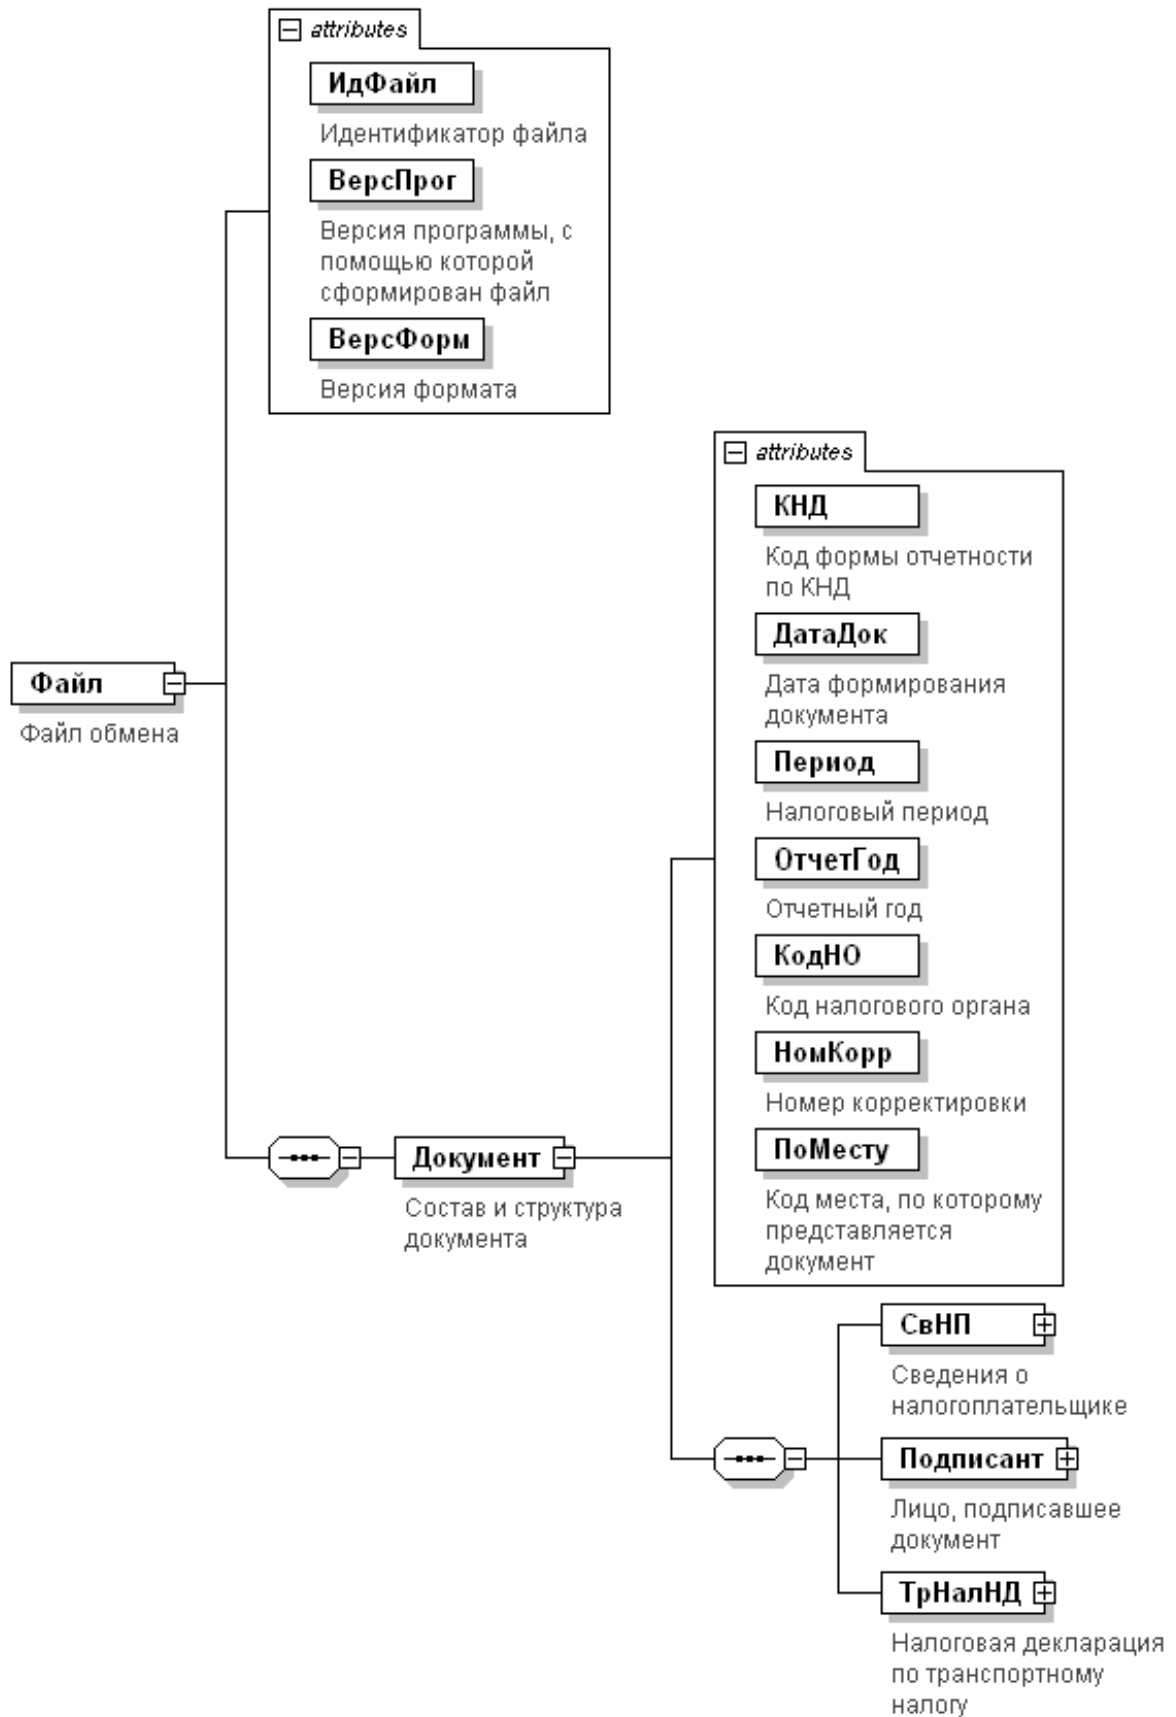 attributes
ИдФайл
Идентификатор файла
ВерсПрог
Версия программы, с
помощью которой
сформирован файл
ВерсФорм
Версия формата
attributes
КНД
Код формы отчетности
по КНД
ДатаДок
Дата формирования
документа
Период
Налоговый период
ОтчетГод
Отчетный год
КодНО
Код налогового органа
НомКорр
Номер корректировки
ПоМесту
Код места, по которому
представляется
документ
Файл
Файл обмена
Документ
Состав и структура
документа
СвНП
Сведения о
налогоплательщике
Подписант
Лицо, подписавшее
документ
ТрНалНД
Налоговая декларация
по транспортному
налогу